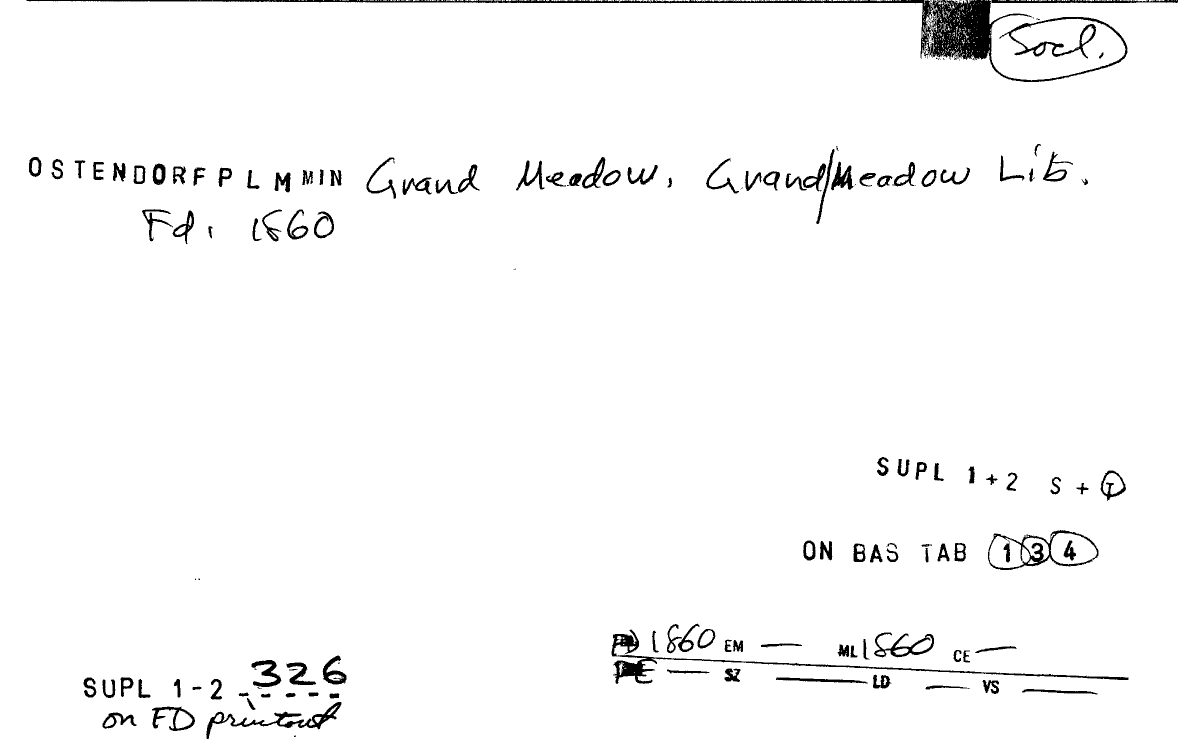 Socl.
OSTENDORF P L M MIN Grand Meadow, Grand/Meadow Lib.
Fd. 1860
SUPL 1+2 S + T
ON BAS TAB 1 3 4
FD 1860 EM — ML 1860 CE —
PE — SZ — LD — VS —
SUPL 1-2 326
on FD printout